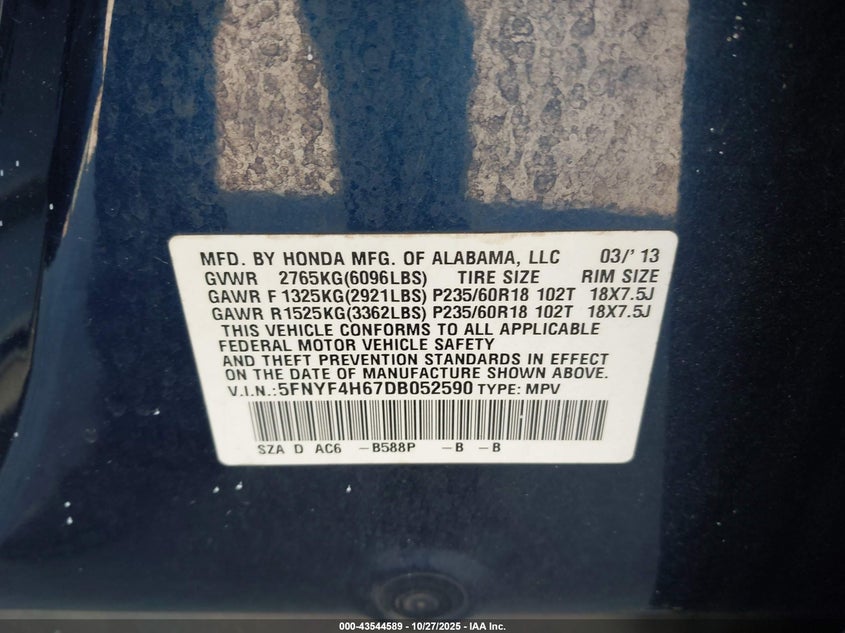 MFD. BY HONDA MFG. OF ALABAMA, LLC 03/' 13
GVWR 2765KG(6096LBS) TIRE SIZE RIM SIZE
GAWR F 1325KG(2921LBS) P235/60R18 102T 18X7.5J
GAWR R1525KG(3362LBS) P235/60R18 102T 18X7.5J
THIS VEHICLE CONFORMS TO ALL APPLICABLE
FEDERAL MOTOR VEHICLE SAFETY
AND THEFT PREVENTION STANDARDS IN EFFECT
ON THE DATE OF MANUFACTURE SHOWN ABOVE.
V.I.N.:5FNYF4H67DB052590 TYPE: MPV
SZA D AC6 -B588P -B -B
000-43544589 - 10/27/2025 - IAA Inc.